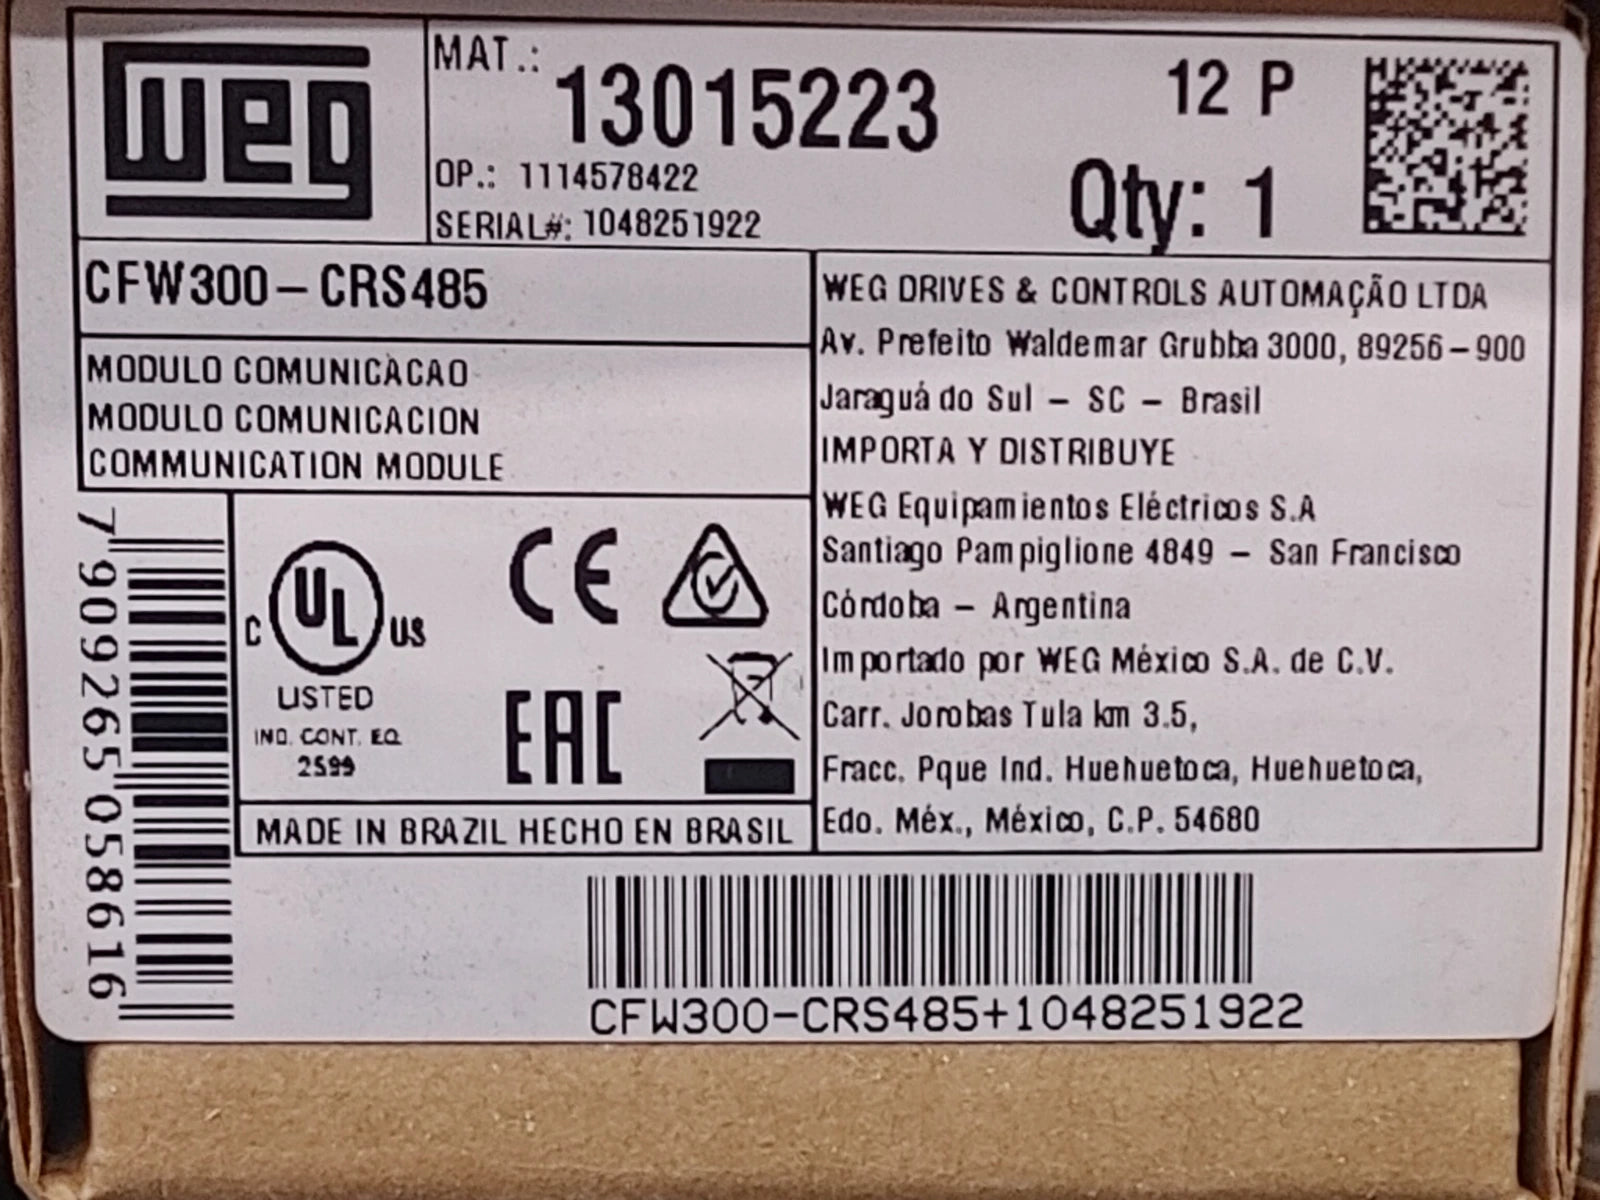 weg
MAT.: 13015223 12 P
OP.: 1114578422
SERIAL#: 1048251922
Qty: 1
CFW300-CRS485
MODULO COMUNICACAO
MODULO COMUNICACION
COMMUNICATION MODULE
WEG DRIVES & CONTROLS AUTOMAÇÃO LTDA
Av. Prefeito Waldemar Grubba 3000, 89256-900
Jaraguá do Sul - SC - Brasil
IMPORTA Y DISTRIBUYE
WEG Equipamientos Eléctricos S.A
Santiago Pampiglione 4849 - San Francisco
Córdoba - Argentina
Importado por WEG México S.A. de C.V.
Carr. Jorobas Tula km 3.5,
Fracc. Pque Ind. Huehuetoca, Huehuetoca,
Edo. Méx., México, C.P. 54680
7 909265 058616
C UL US
LISTED
IND. CONT. EQ.
2S99
CE
EAC
MADE IN BRAZIL HECHO EN BRASIL
CFW300-CRS485+1048251922